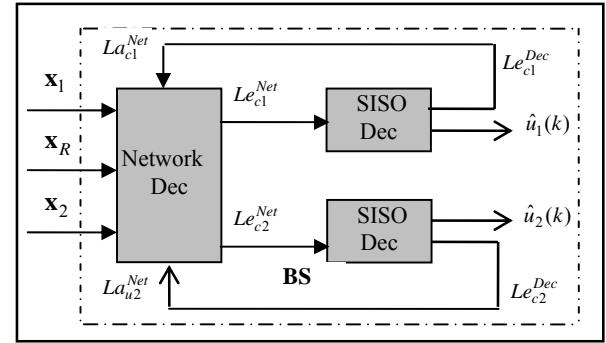 La_{c1}^{Net}
Le_{c1}^{Dec}
x_1
Le_{c1}^{Net}
SISO
Dec
û_1(k)
x_R
Network
Dec
x_2
Le_{c2}^{Net}
SISO
Dec
û_2(k)
BS
La_{u2}^{Net}
Le_{c2}^{Dec}